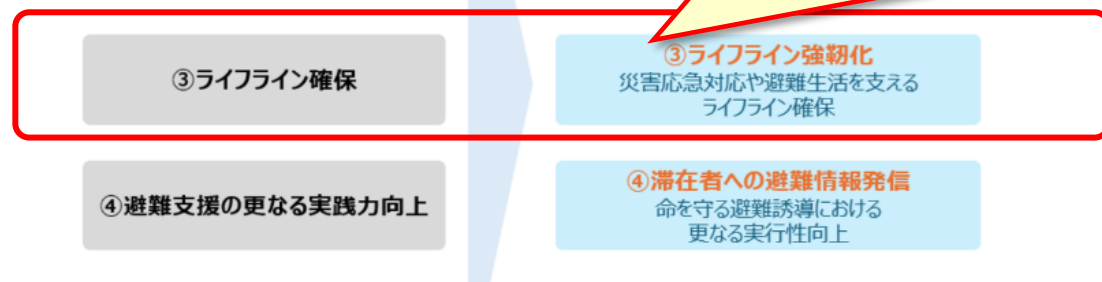 ③ライフライン確保
③ライフライン強靭化
災害応急対応や避難生活を支える
ライフライン確保
④避難支援の更なる実践力向上
④滞在者への避難情報発信
命を守る避難誘導における
更なる実行性向上